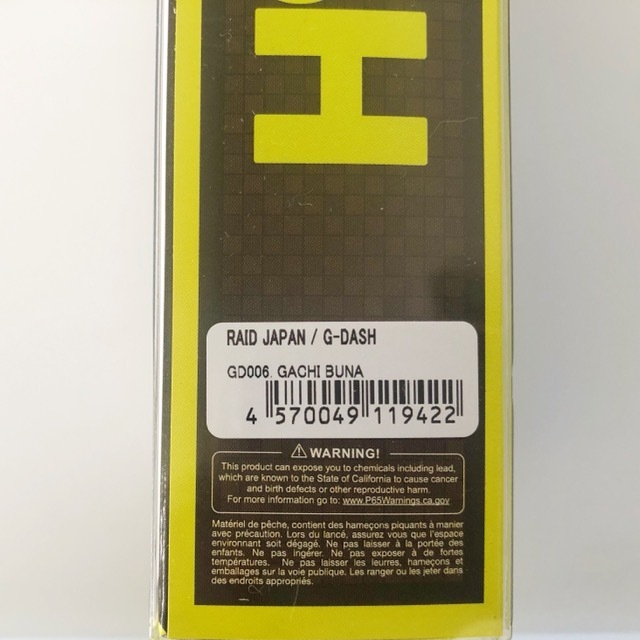 H
RAID JAPAN / G-DASH
GD006. GACHI BUNA
4 570049 119422
⚠ WARNING!
This product can expose you to chemicals including lead,
which are known to the State of California to cause cancer
and birth defects or other reproductive harm.
For more information go to: www.P65Warnings.ca.gov
Matériel de pêche, contient des hameçons piquants à manier
avec précaution. Lors du lancé, assurez vous que l'espace
environnant soit dégagé. Ne pas laisser à la portée des
enfants. Ne pas ingérer. Ne pas exposer à de fortes
températures. Ne pas laisser les leurres, hameçons et
emballages sur la voie publique. Les ranger ou les jeter dans
des endroits appropriés.